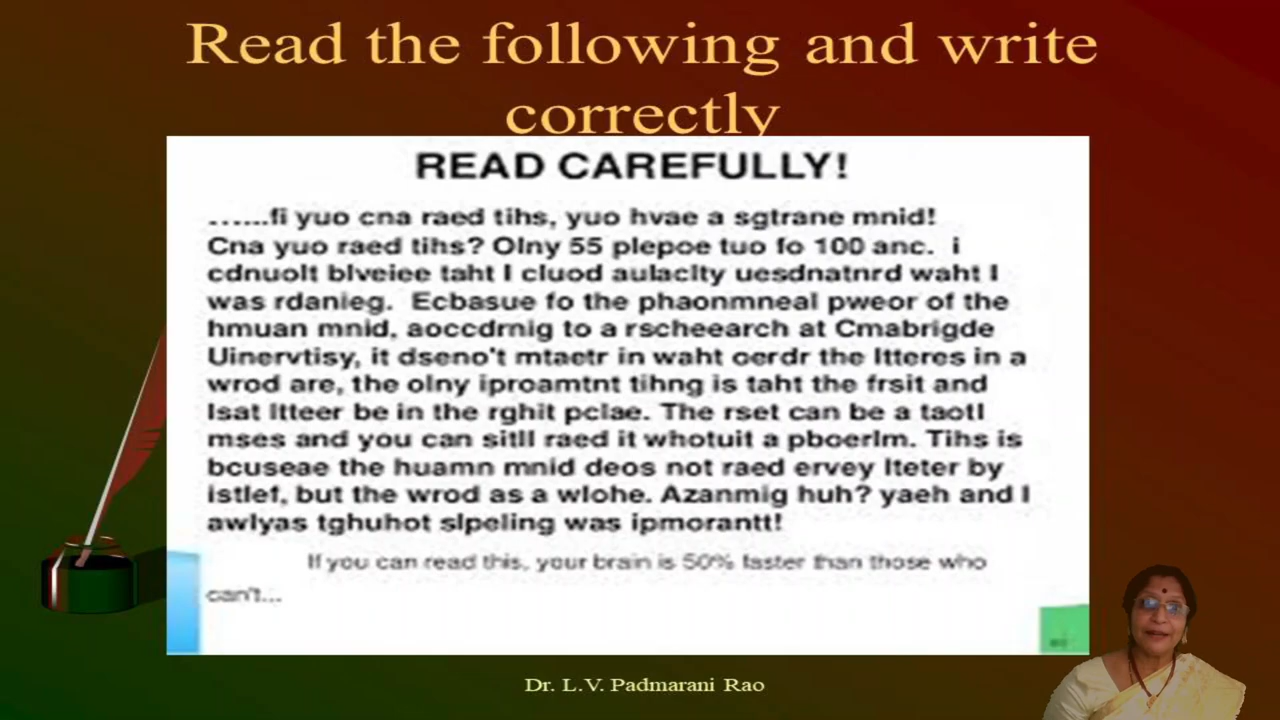 Read the following and write
correctly
READ CAREFULLY!
……...fi yuo cna raed tihs, yuo hvae a sgtrane mnid!
Cna yuo raed tihs? Olny 55 plepoe tuo fo 100 anc. i
cdnuolt blveiee taht I cluod aulaclty uesdnatnrd waht I
was rdanieg. Ecbasue fo the phaonmneal pweor of the
hmuan mnid, aoccdrnig to a rscheearch at Cmabrigde
Uinervtisy, it dseno't mtaetr in waht oerdr the ltteres in a
wrod are, the olny iproamtnt tihng is taht the frsit and
lsat ltteer be in the rghit pclae. The rset can be a taotl
mses and you can sitll raed it whotuit a pboerlm. Tihs is
bcuseae the huamn mnid deos not raed ervey lteter by
istlef, but the wrod as a wlohe. Azanmig huh? yaeh and I
awlyas tghuhot slpeling was ipmorantt!
If you can read this, your brain is 50% faster than those who
can't...
Dr. L.V. Padmarani Rao